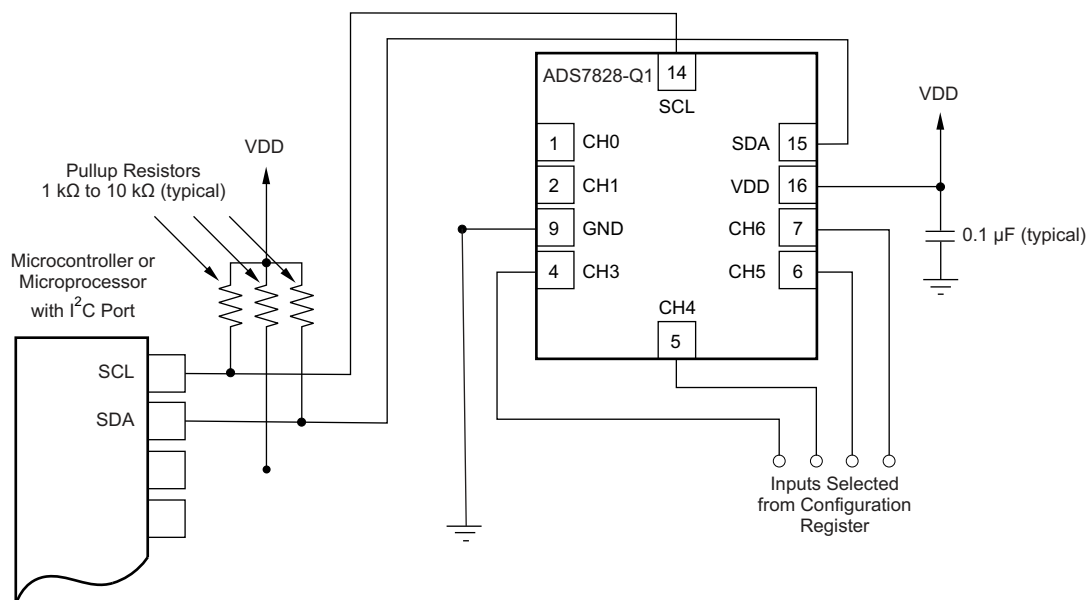 ADS7828-Q1
14
SCL
1
CH0
2
CH1
9
GND
4
CH3
SDA
15
VDD
16
CH6
7
CH5
6
CH4
5
VDD
0.1 µF (typical)
VDD
Pullup Resistors
1 kΩ to 10 kΩ (typical)
Microcontroller or
Microprocessor
with I²C Port
SCL
SDA
Inputs Selected
from Configuration
Register